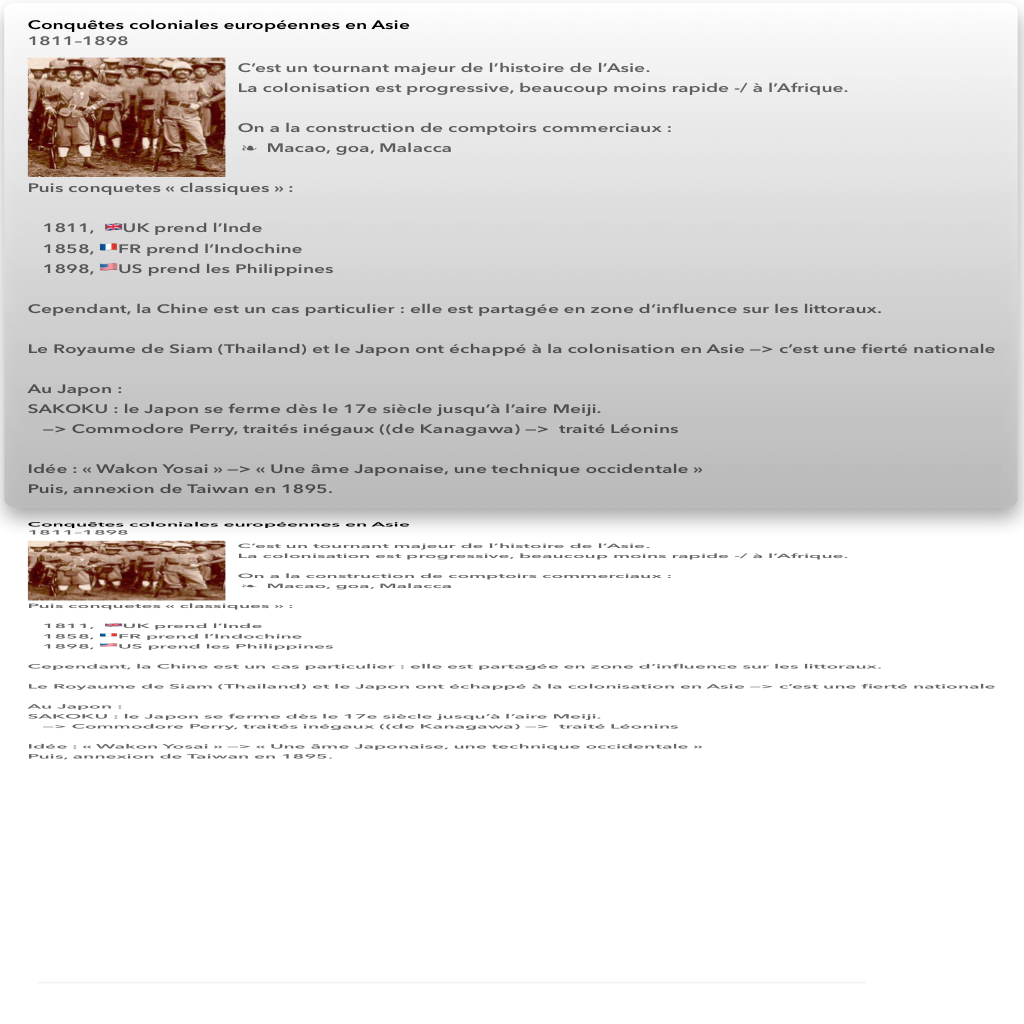 Conquêtes coloniales européennes en Asie
1811–1898
C’est un tournant majeur de l’histoire de l’Asie.
La colonisation est progressive, beaucoup moins rapide -/ à l’Afrique.
On a la construction de comptoirs commerciaux :
❧ Macao, goa, Malacca
Puis conquetes « classiques » :
1811, 🇬🇧UK prend l’Inde
1858, 🇫🇷FR prend l’Indochine
1898, 🇺🇸US prend les Philippines
Cependant, la Chine est un cas particulier : elle est partagée en zone d’influence sur les littoraux.
Le Royaume de Siam (Thailand) et le Japon ont échappé à la colonisation en Asie —> c’est une fierté nationale
Au Japon :
SAKOKU : le Japon se ferme dès le 17e siècle jusqu’à l’aire Meiji.
—> Commodore Perry, traités inégaux ((de Kanagawa) —> traité Léonins
Idée : « Wakon Yosai » —> « Une âme Japonaise, une technique occidentale »
Puis, annexion de Taiwan en 1895.
Conquêtes coloniales européennes en Asie
1811–1898
C’est un tournant majeur de l’histoire de l’Asie.
La colonisation est progressive, beaucoup moins rapide -/ à l’Afrique.
On a la construction de comptoirs commerciaux :
❧ Macao, goa, Malacca
Puis conquetes « classiques » :
1811, 🇬🇧UK prend l’Inde
1858, 🇫🇷FR prend l’Indochine
1898, 🇺🇸US prend les Philippines
Cependant, la Chine est un cas particulier : elle est partagée en zone d’influence sur les littoraux.
Le Royaume de Siam (Thailand) et le Japon ont échappé à la colonisation en Asie —> c’est une fierté nationale
Au Japon :
SAKOKU : le Japon se ferme dès le 17e siècle jusqu’à l’aire Meiji.
—> Commodore Perry, traités inégaux ((de Kanagawa) —> traité Léonins
Idée : « Wakon Yosai » —> « Une âme Japonaise, une technique occidentale »
Puis, annexion de Taiwan en 1895.